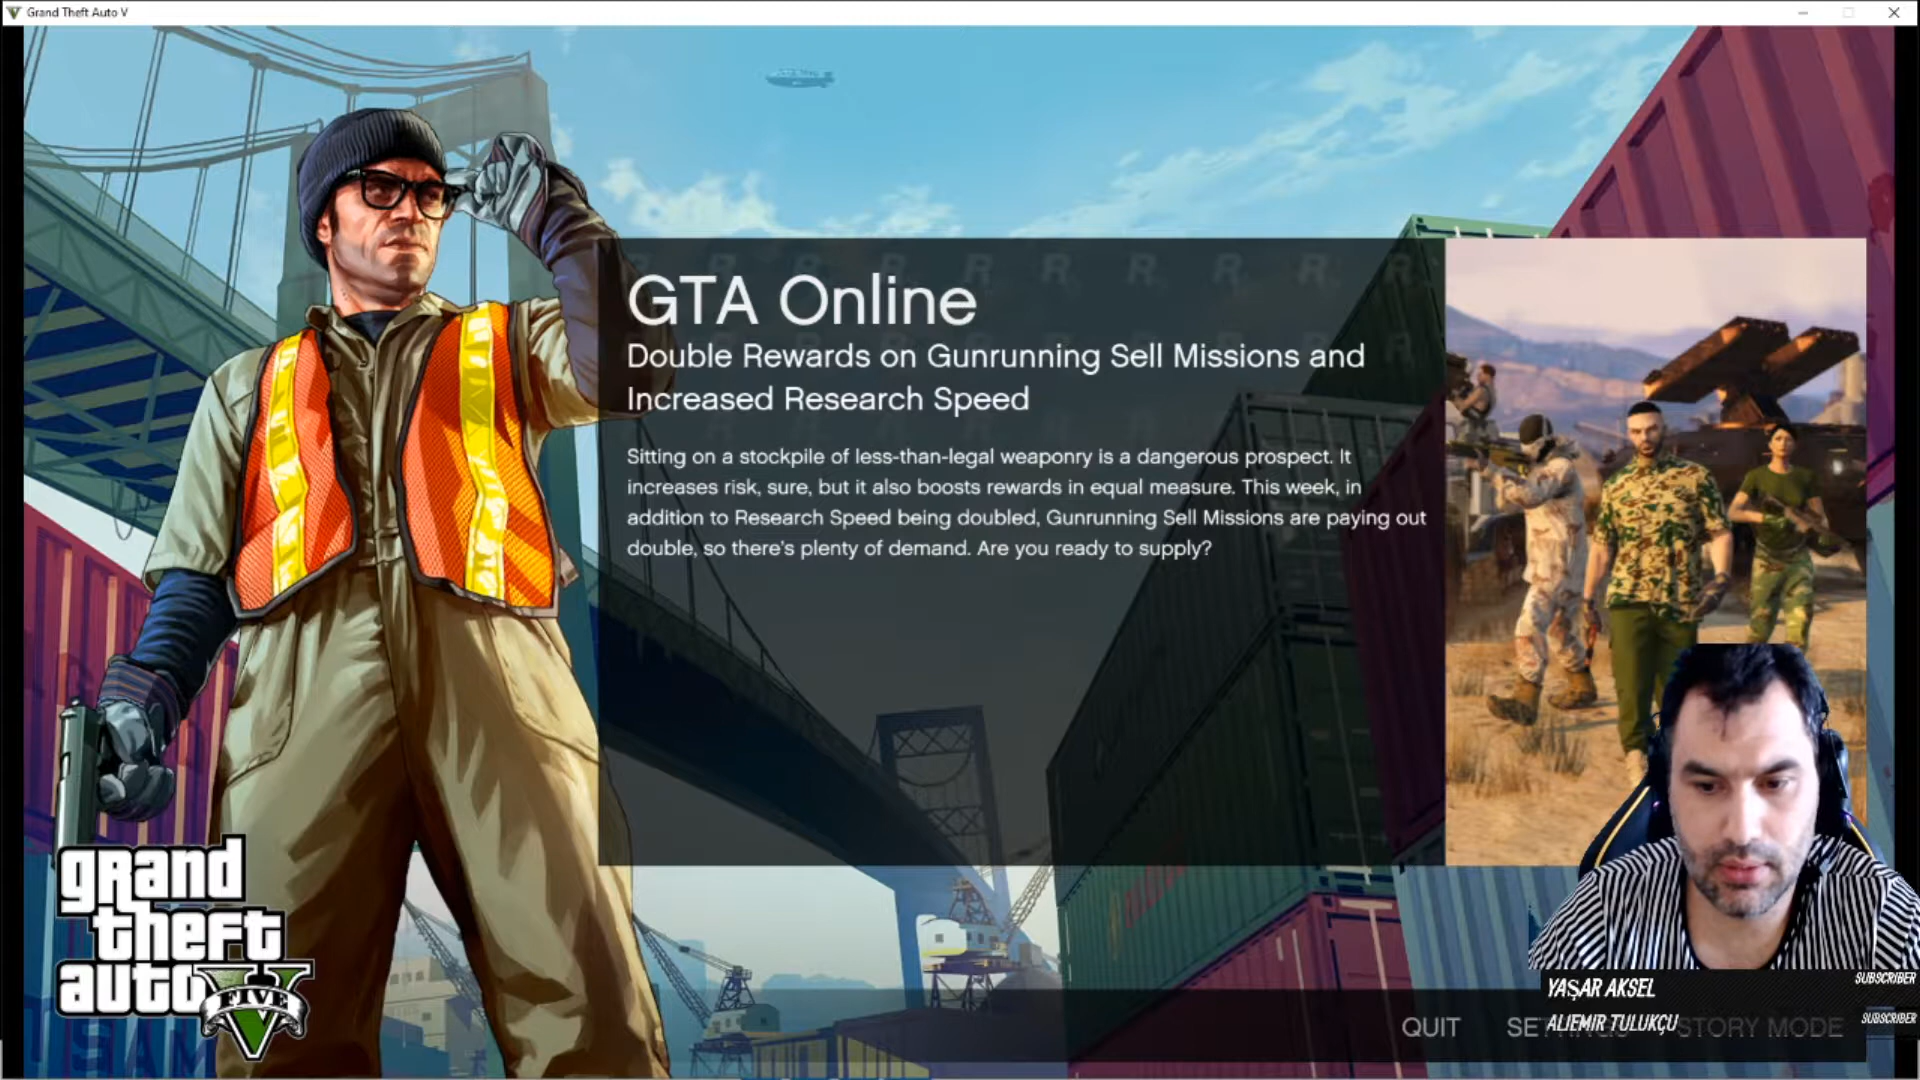 Grand Theft Auto V
GTA Online
Double Rewards on Gunrunning Sell Missions and
Increased Research Speed
Sitting on a stockpile of less-than-legal weaponry is a dangerous prospect. It
increases risk, sure, but it also boosts rewards in equal measure. This week, in
addition to Research Speed being doubled, Gunrunning Sell Missions are paying out
double, so there's plenty of demand. Are you ready to supply?
grand
theft
auto V
FIVE
YAŞAR AKSEL SUBSCRIBER
ALIEMIR TULUKÇU SUBSCRIBER
QUIT STORY MODE